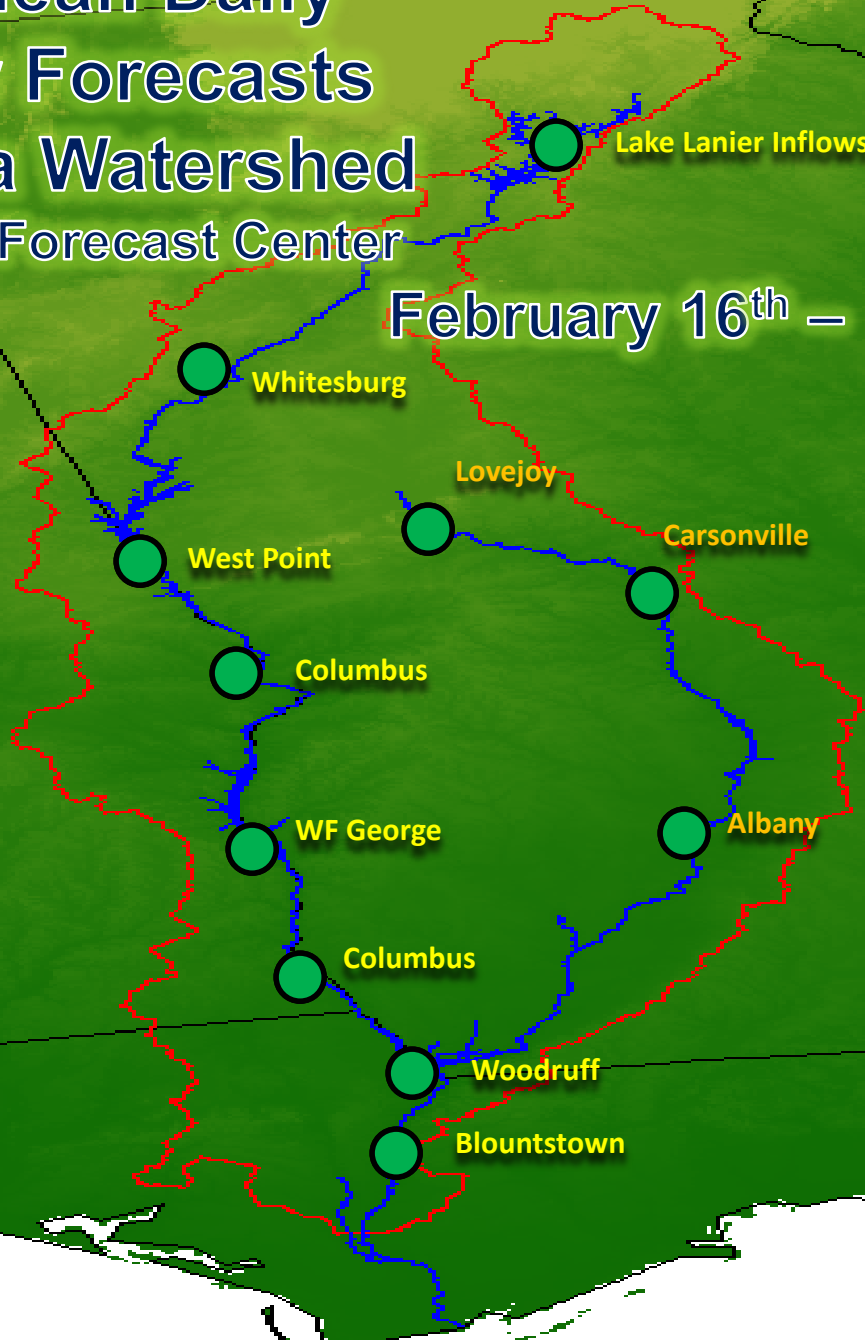 Daily
Forecasts
Watershed
Forecast Center
February 16th –
Lake Lanier Inflows
Whitesburg
Lovejoy
Carsonville
West Point
Columbus
WF George
Albany
Columbus
Woodruff
Blountstown